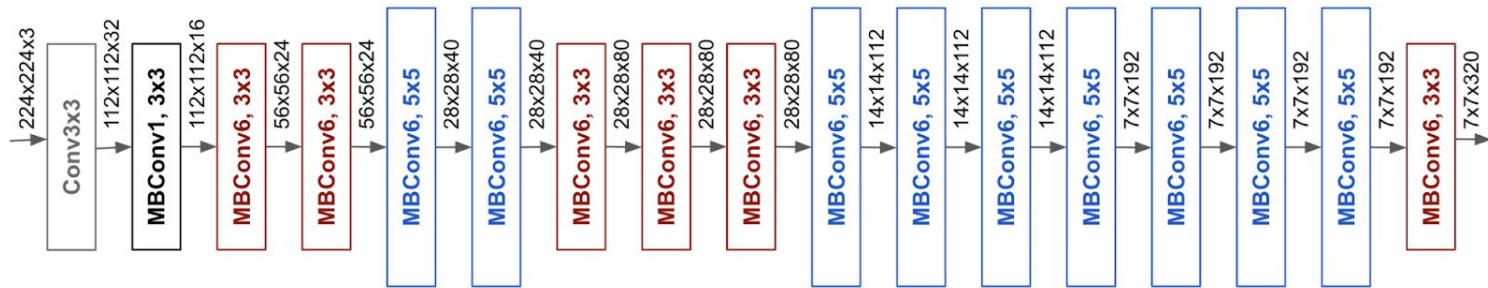 224x224x3
Conv3x3
112x112x32
MBConv1, 3x3
112x112x16
MBConv6, 3x3
56x56x24
MBConv6, 3x3
56x56x24
MBConv6, 5x5
28x28x40
MBConv6, 5x5
28x28x40
MBConv6, 3x3
28x28x80
MBConv6, 3x3
28x28x80
MBConv6, 3x3
28x28x80
MBConv6, 5x5
14x14x112
MBConv6, 5x5
14x14x112
MBConv6, 5x5
14x14x112
MBConv6, 5x5
7x7x192
MBConv6, 5x5
7x7x192
MBConv6, 5x5
7x7x192
MBConv6, 5x5
7x7x192
MBConv6, 3x3
7x7x320